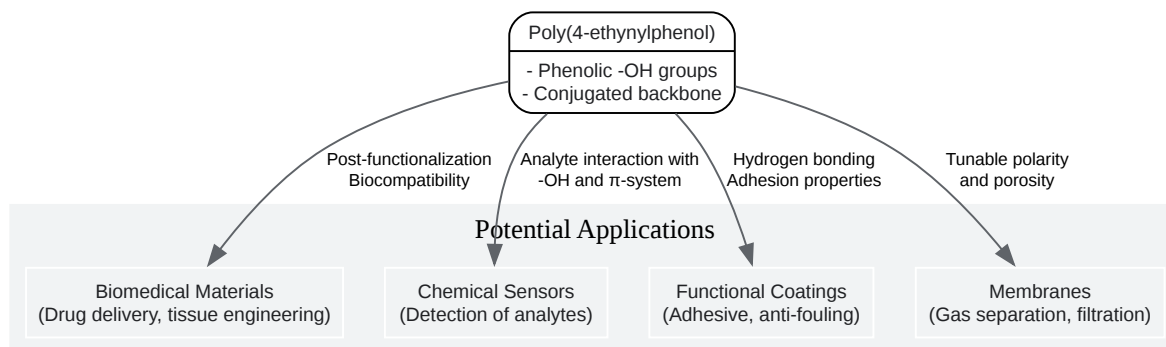 Poly(4-ethynylphenol)
- Phenolic -OH groups
- Conjugated backbone
Post-functionalization
Biocompatibility
Analyte interaction with
-OH and π-system
Hydrogen bonding
Adhesion properties
Tunable polarity
and porosity
Potential Applications
Biomedical Materials
(Drug delivery, tissue engineering)
Chemical Sensors
(Detection of analytes)
Functional Coatings
(Adhesive, anti-fouling)
Membranes
(Gas separation, filtration)